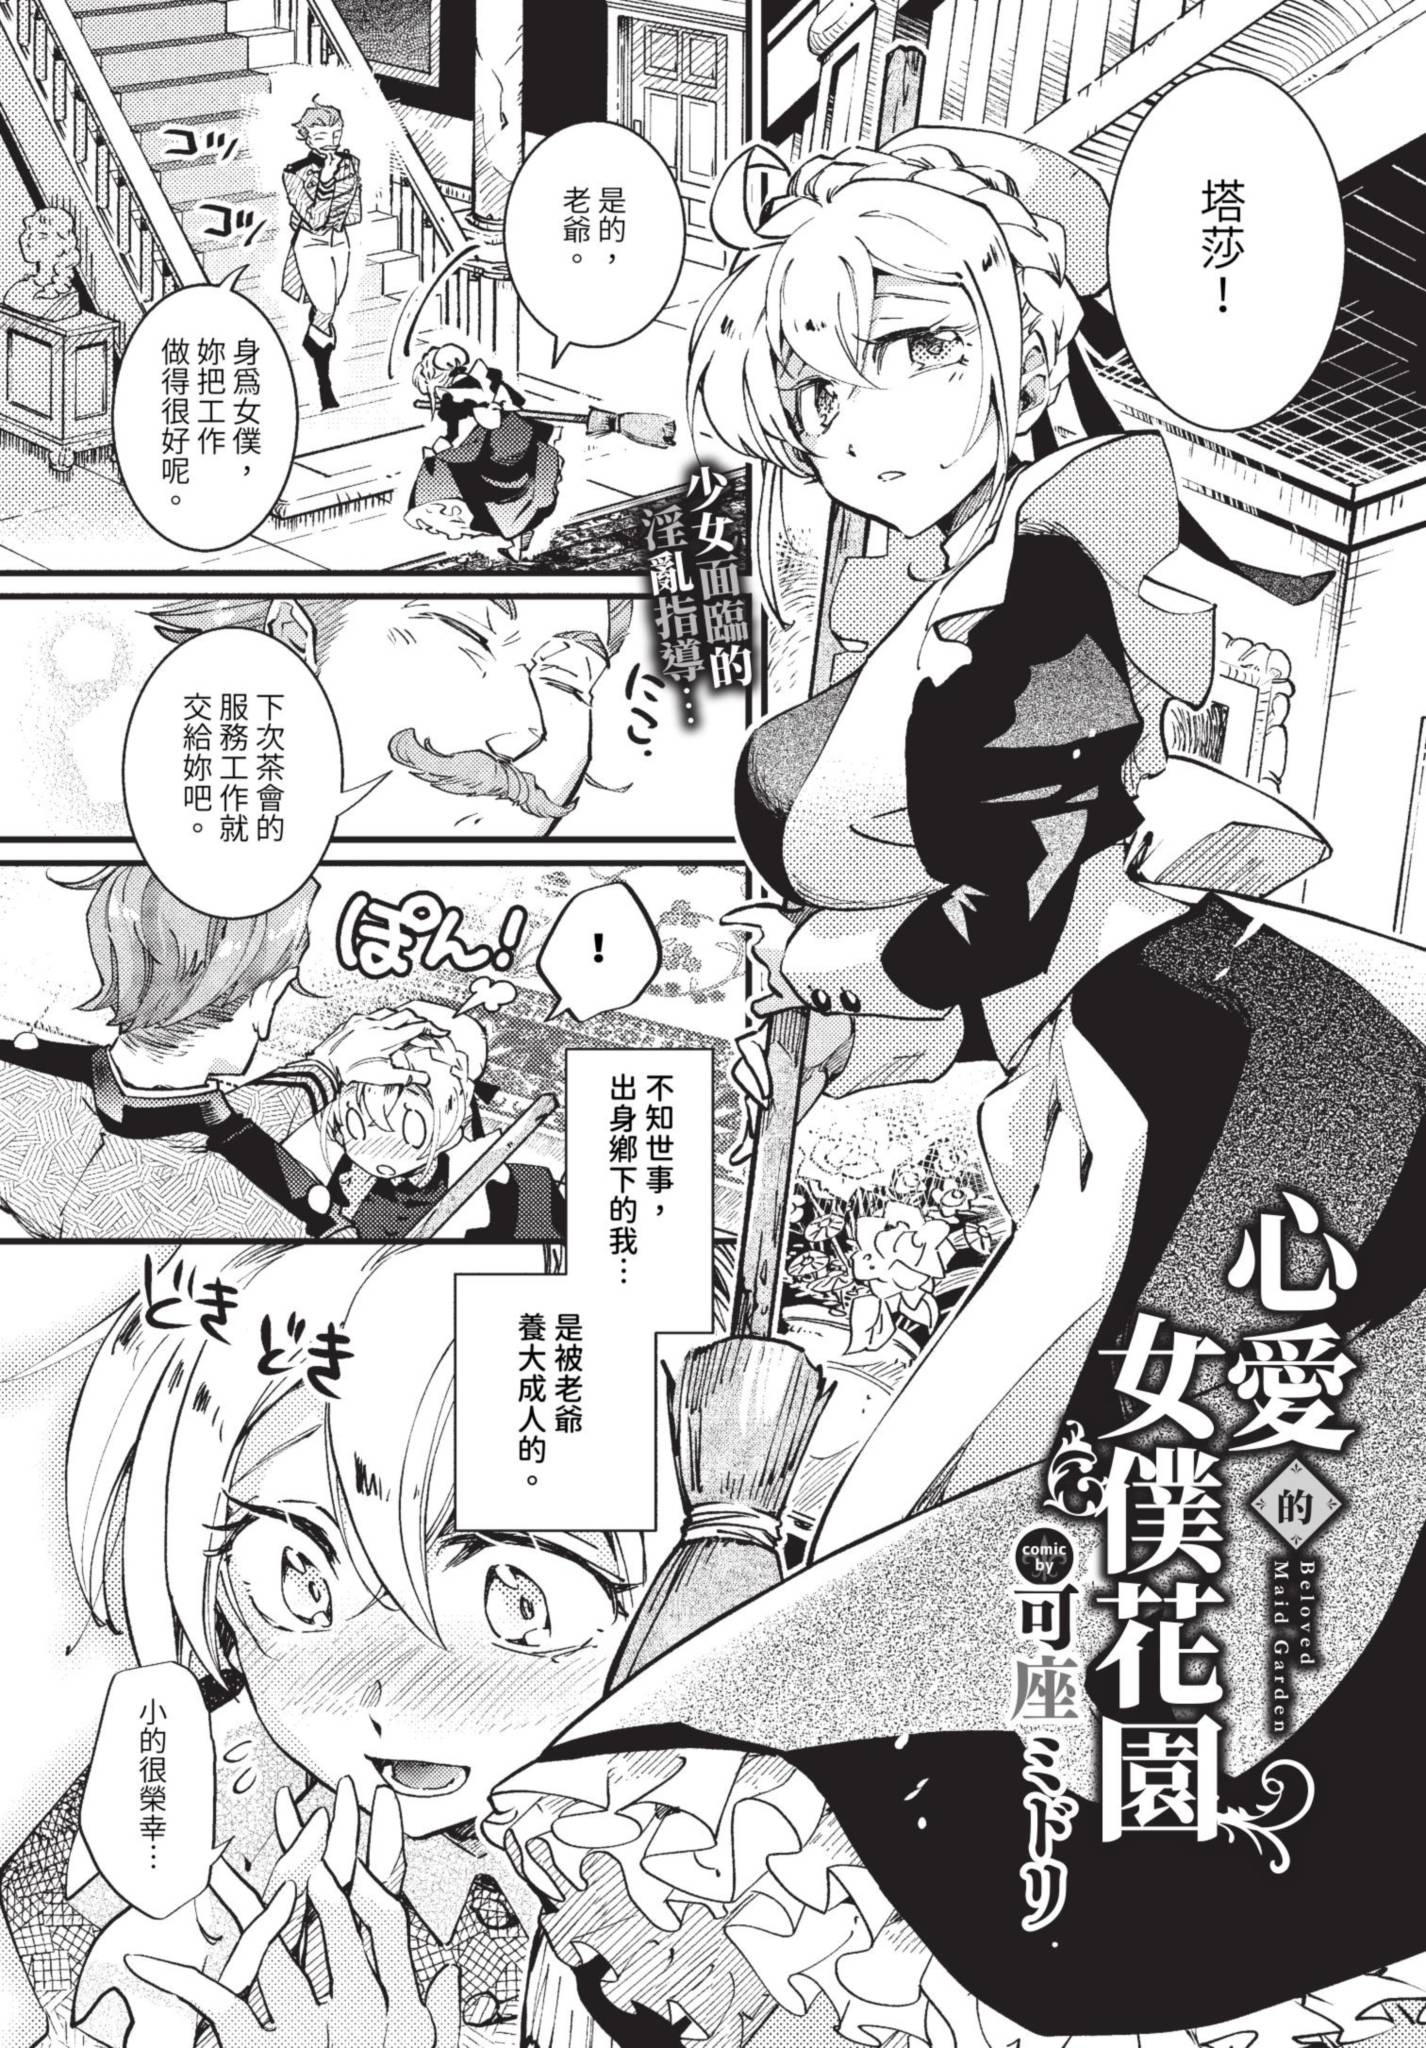 塔莎！
是的，
老爺。
コツ
コツ
身爲女僕，
妳把工作
做得很好呢。
少女面臨的
淫亂指導…
にこ.
下次茶會的
服務工作就
交給妳吧。
！
ぽん！
不知世事，
出身鄉下的我…
是被老爺
養大成人的。
どき
どき
小的很榮幸…
心愛的
女僕花園
Beloved
Maid Garden
comic
by
可座ミドリ